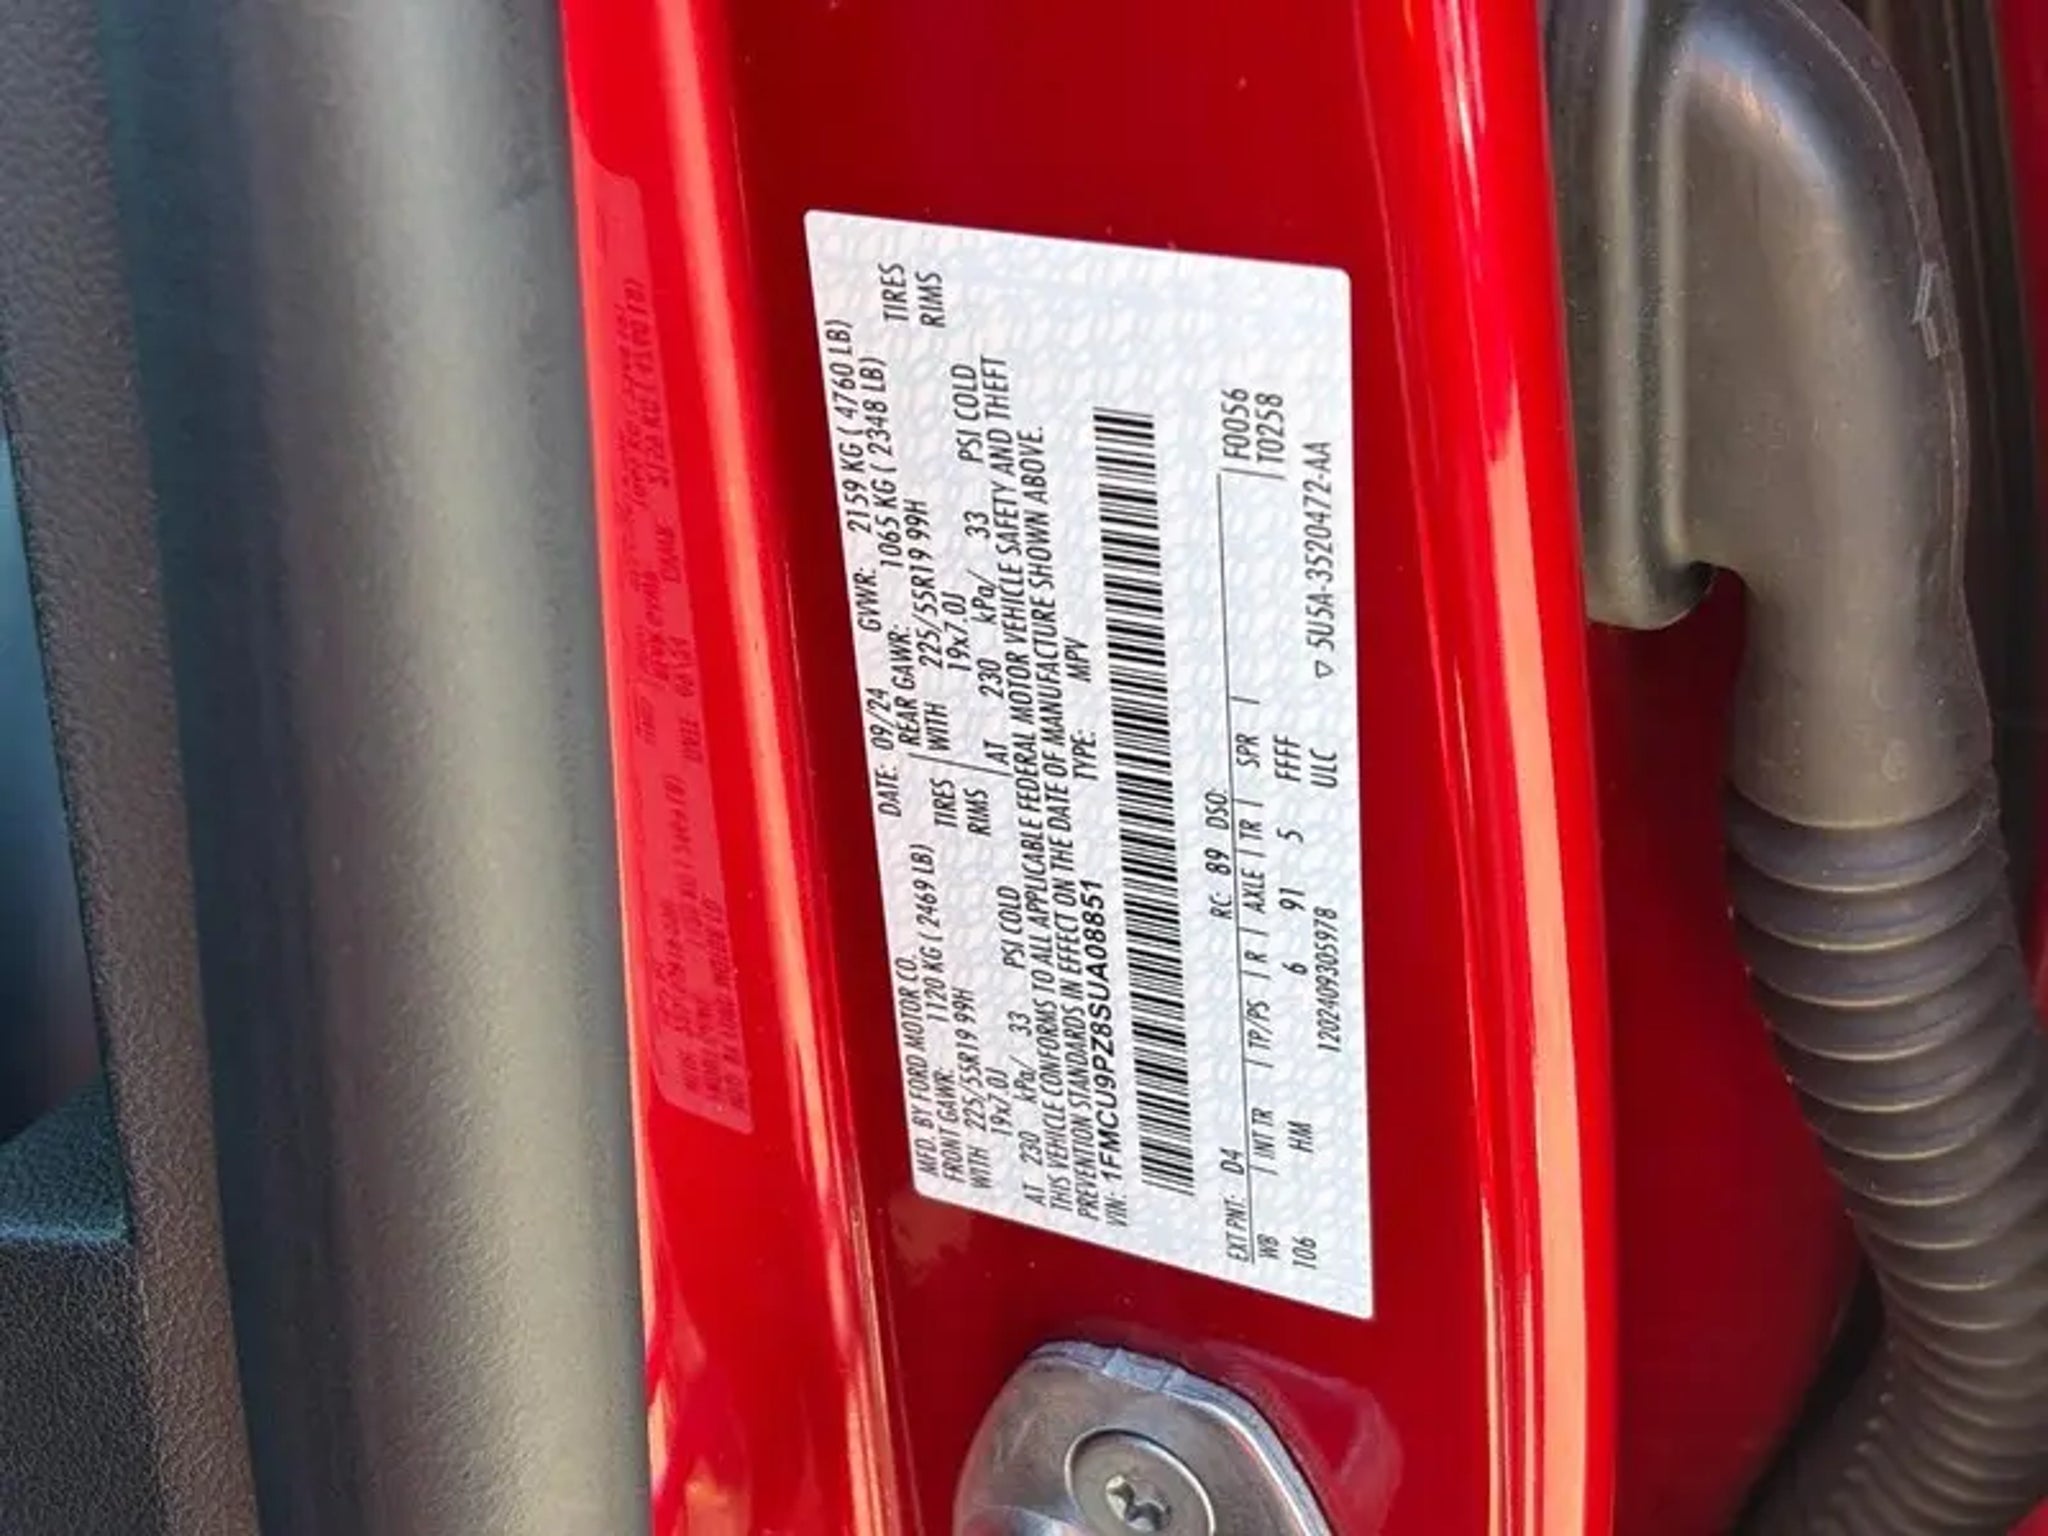 MFD. BY FORD MOTOR CO.
DATE: 09/24 GVWR: 2159 KG ( 4760 LB)
FRONT GAWR: 1120 KG ( 2469 LB) REAR GAWR: 1065 KG ( 2348 LB)
WITH 225/55R19 99H TIRES WITH 225/55R19 99H TIRES
19x7.0J RIMS 19x7.0J RIMS
AT 230 kPa/ 33 PSI COLD AT 230 kPa/ 33 PSI COLD
THIS VEHICLE CONFORMS TO ALL APPLICABLE FEDERAL MOTOR VEHICLE SAFETY AND THEFT
PREVENTION STANDARDS IN EFFECT ON THE DATE OF MANUFACTURE SHOWN ABOVE.
VIN: 1FMCU9PZ8SUA08851 TYPE: MPV
EXT PNT: D4 RC: 89 DSO: F0056
WB | INT TR | TP/PS | R | AXLE | TR | SPR | T0258
106 HM 6 91 5 FFFF
120240930597​8 ULC ▽ 5U5A-3520472-AA